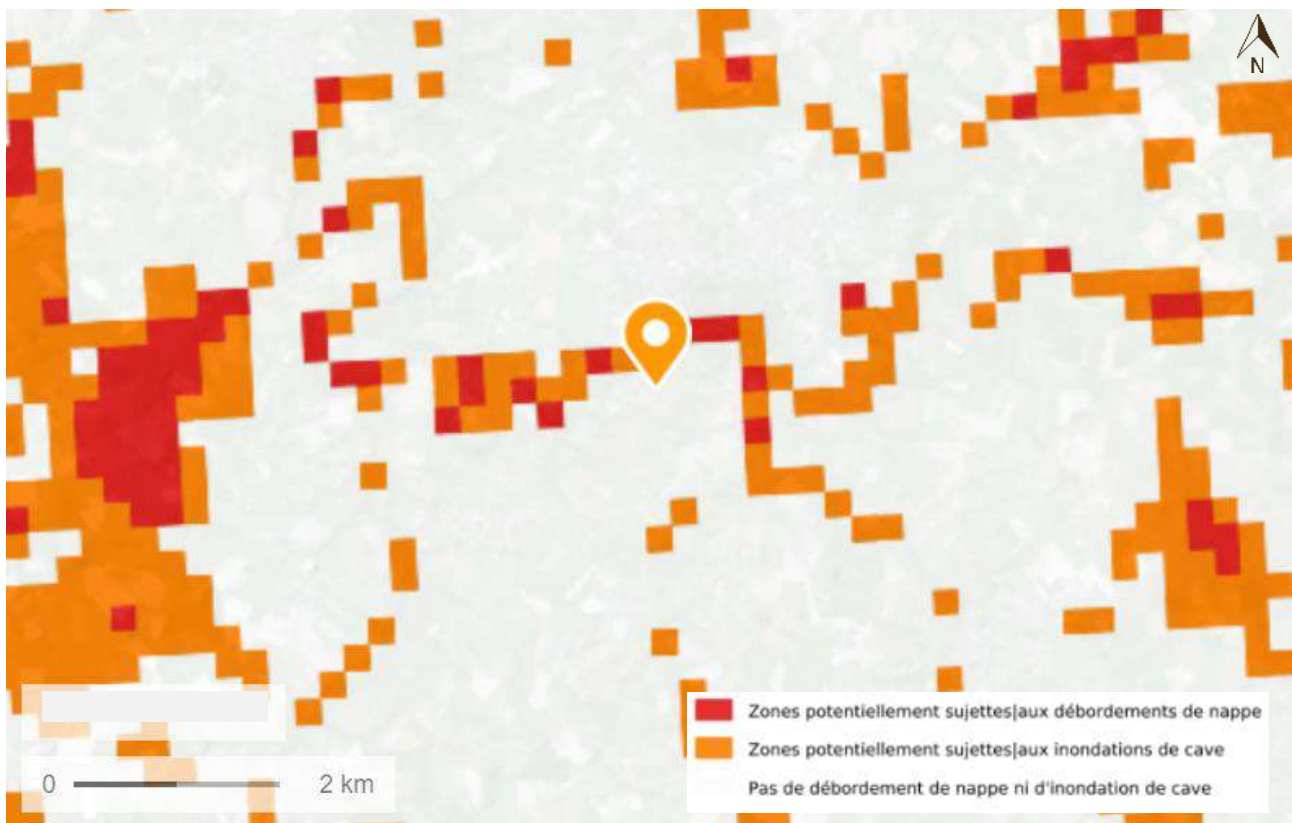 N
Zones potentiellement sujettes|aux débordements de nappe
Zones potentiellement sujettes|aux inondations de cave
Pas de débordement de nappe ni d'inondation de cave
0 2 km